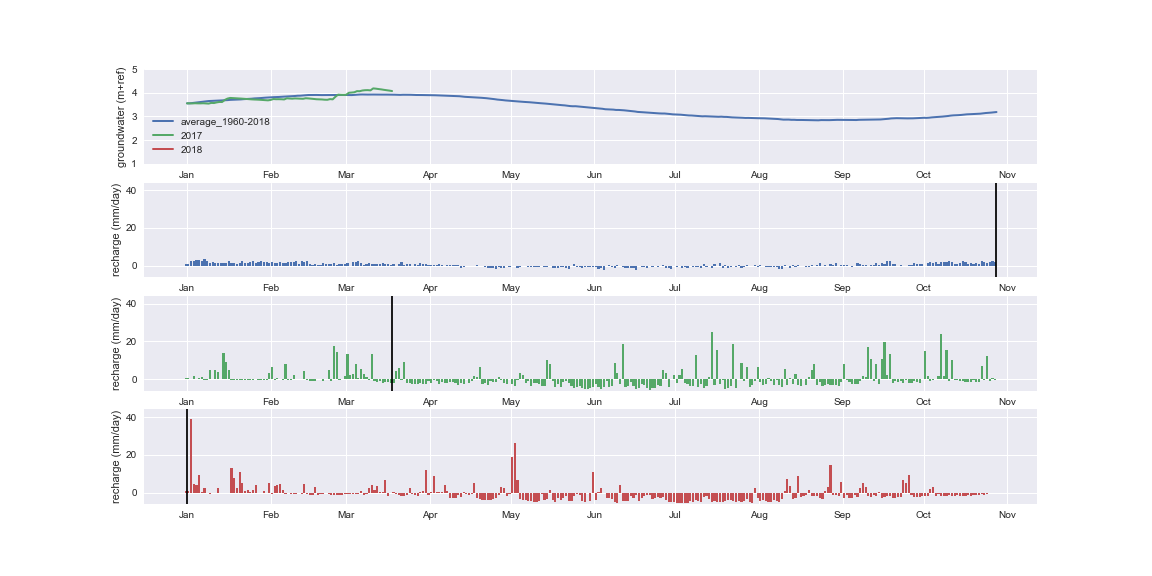 groundwater (m+ref)
5
4
3
2
1
average_1960-2018
2017
2018
Jan Feb Mar Apr May Jun Jul Aug Sep Oct Nov
recharge (mm/day)
40
20
0
Jan Feb Mar Apr May Jun Jul Aug Sep Oct Nov
recharge (mm/day)
40
20
0
Jan Feb Mar Apr May Jun Jul Aug Sep Oct Nov
recharge (mm/day)
40
20
0
Jan Feb Mar Apr May Jun Jul Aug Sep Oct Nov